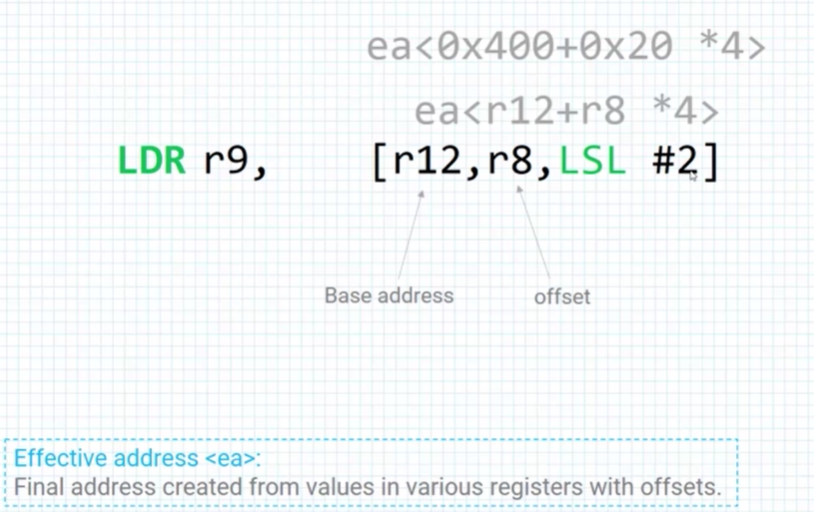 ea<0x400+0x20 *4>
ea<r12+r8 *4>
LDR r9, [r12,r8,LSL #2]
Base address offset
Effective address <ea>:
Final address created from values in various registers with offsets.